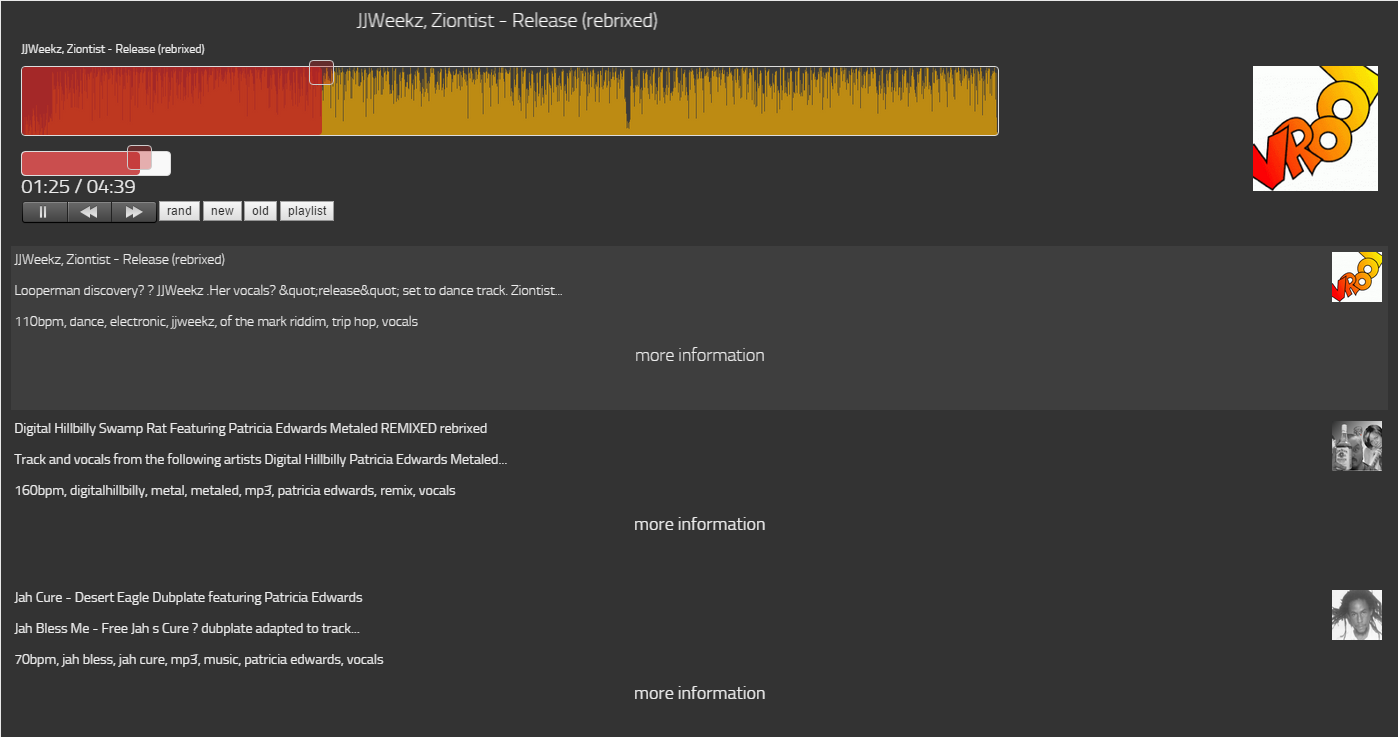 JJWeekz, Ziontist - Release (rebrixed)
JJWeekz, Ziontist - Release (rebrixed)
VROO
01:25 / 04:39
rand new old playlist
JJWeekz, Ziontist - Release (rebrixed)
VROO
Looperman discovery? ? JJWeekz .Her vocals? &quot;release&quot; set to dance track. Ziontist...
110bpm, dance, electronic, jjweekz, of the mark riddim, trip hop, vocals
more information
Digital Hillbilly Swamp Rat Featuring Patricia Edwards Metaled REMIXED rebrixed
Track and vocals from the following artists Digital Hillbilly Patricia Edwards Metaled...
160bpm, digitalhillbilly, metal, metaled, mp3, patricia edwards, remix, vocals
more information
Jah Cure - Desert Eagle Dubplate featuring Patricia Edwards
Jah Bless Me - Free Jah s Cure ? dubplate adapted to track...
70bpm, jah bless, jah cure, mp3, music, patricia edwards, vocals
more information